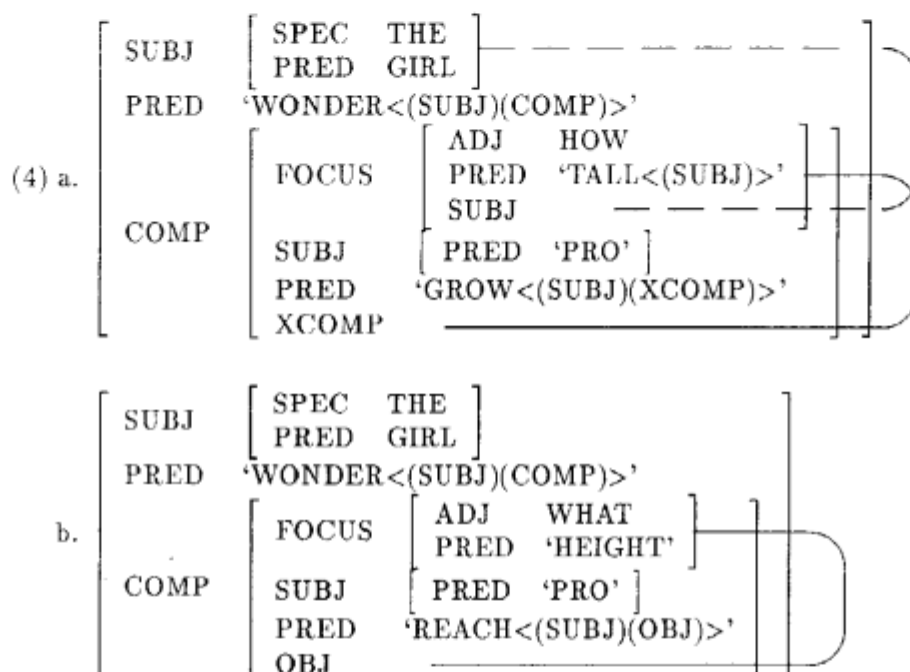 SPEC THE
SUBJ
PRED GIRL
PRED ‘WONDER<(SUBJ)(COMP)>’
ADJ HOW
(4) a. FOCUS PRED ‘TALL<(SUBJ)>’
SUBJ
COMP
SUBJ [ PRED ‘PRO’ ]
PRED ‘GROW<(SUBJ)(XCOMP)>’
XCOMP
SPEC THE
SUBJ
PRED GIRL
PRED ‘WONDER<(SUBJ)(COMP)>’
ADJ WHAT
b. FOCUS
PRED ‘HEIGHT’
COMP SUBJ [ PRED ‘PRO’ ]
PRED ‘REACH<(SUBJ)(OBJ)>’
OBJ